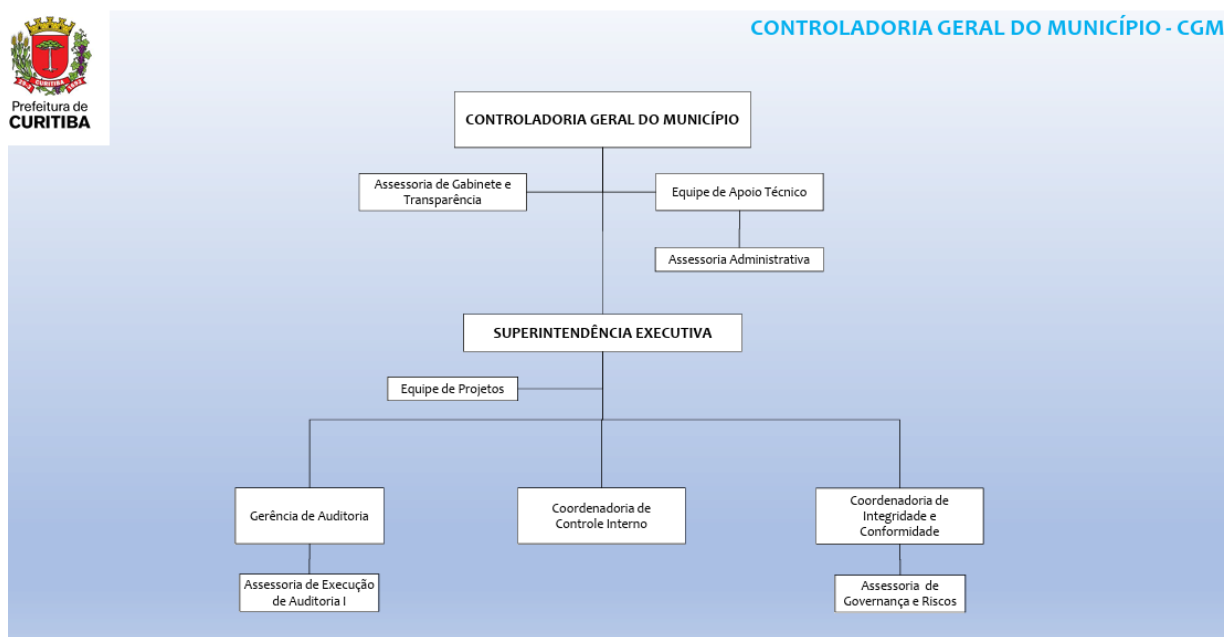 CONTROLADORIA GERAL DO MUNICÍPIO - CGM
CURITIBA
Prefeitura de
CURITIBA
CONTROLADORIA GERAL DO MUNICÍPIO
Assessoria de Gabinete e
Transparência
Equipe de Apoio Técnico
Assessoria Administrativa
SUPERINTENDÊNCIA EXECUTIVA
Equipe de Projetos
Gerência de Auditoria
Coordenadoria de
Controle Interno
Coordenadoria de
Integridade e
Conformidade
Assessoria de Execução
de Auditoria I
Assessoria de
Governança e Riscos